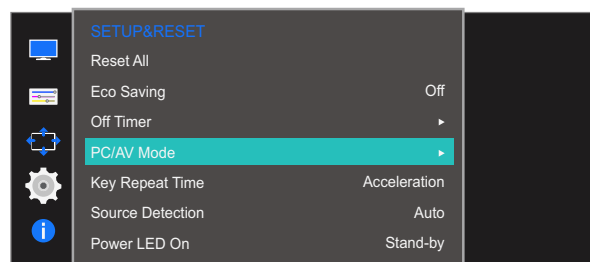 SETUP&RESET
Reset All
Eco Saving Off
Off Timer
PC/AV Mode
Key Repeat Time Acceleration
Source Detection Auto
Power LED On Stand-by